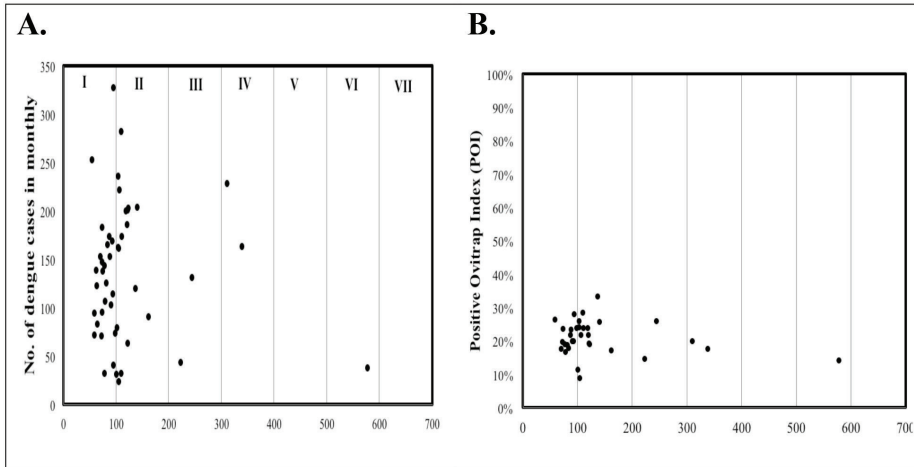 A.
No. of dengue cases in monthly
350
300
250
200
150
100
50
0
I II III IV V VI VII
0 100 200 300 400 500 600 700
B.
Positive Ovitrap Index (POI)
100%
90%
80%
70%
60%
50%
40%
30%
20%
10%
0%
0 100 200 300 400 500 600 700